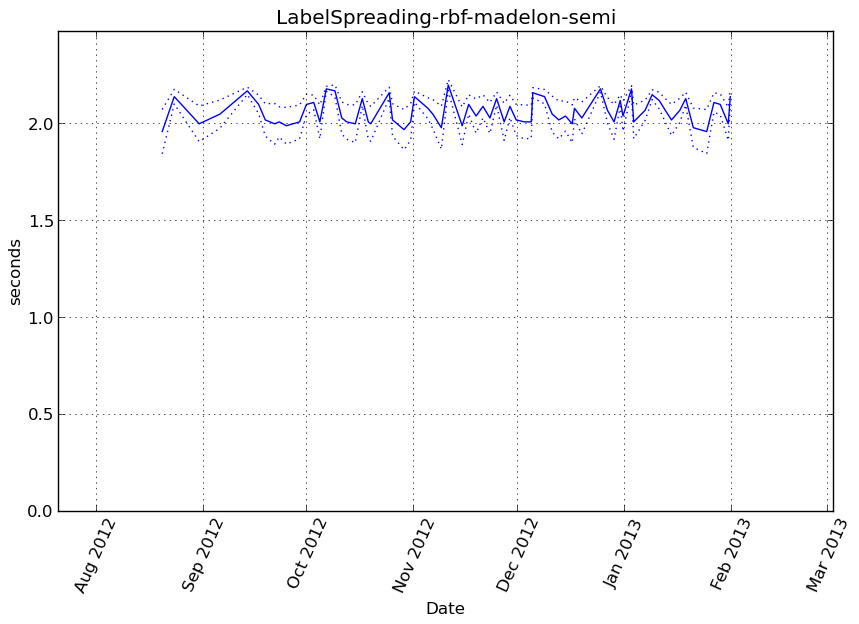 LabelSpreading-rbf-madelon-semi
2.0
1.5
1.0
0.5
0.0
seconds
Aug 2012
Sep 2012
Oct 2012
Nov 2012
Dec 2012
Jan 2013
Feb 2013
Mar 2013
Date